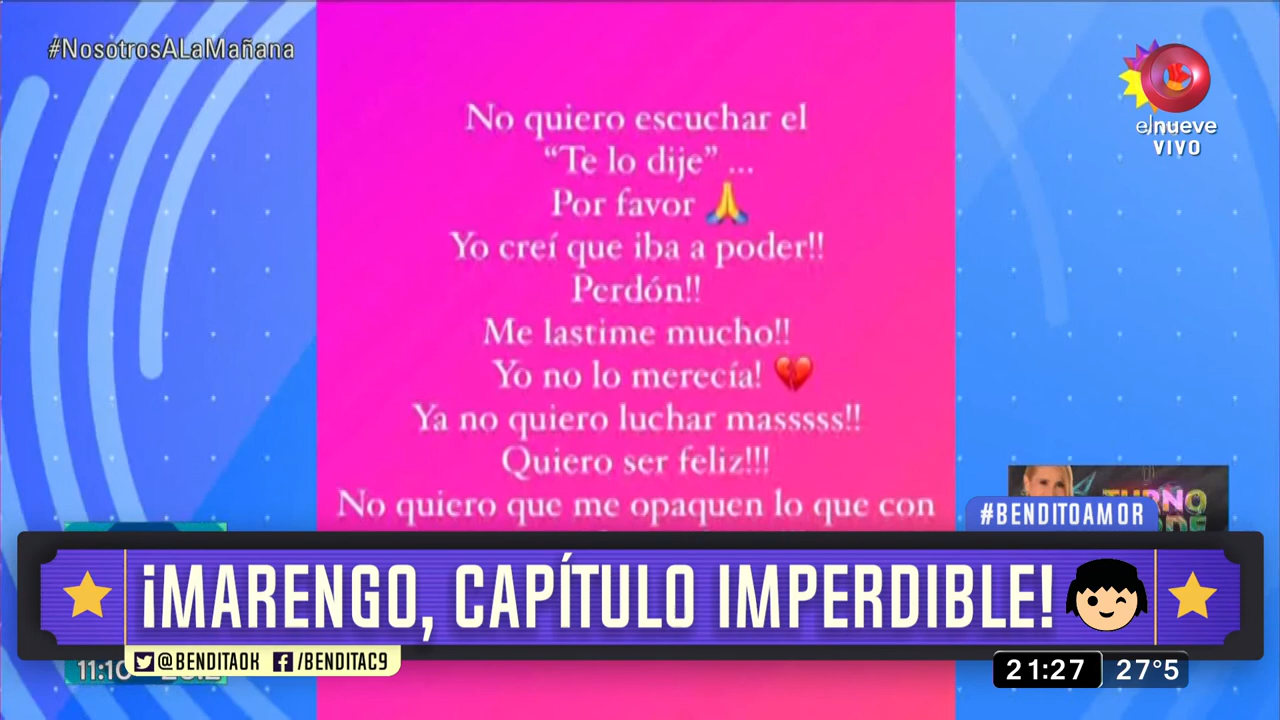 #NosotrosALaMañana
elnueve
VIVO
No quiero escuchar el
“Te lo dije” ...
Por favor 🙏
Yo creí que iba a poder!!
Perdón!!
Me lastime mucho!!
Yo no lo merecía! 💔
Ya no quiero luchar masssss!!
Quiero ser feliz!!!
No quiero que me opaquen lo que con
#BENDITOAMOR
¡MARENGO, CAPÍTULO IMPERDIBLE!
@BENDITAOK /BENDITAC9
11:10
21:27 27°5